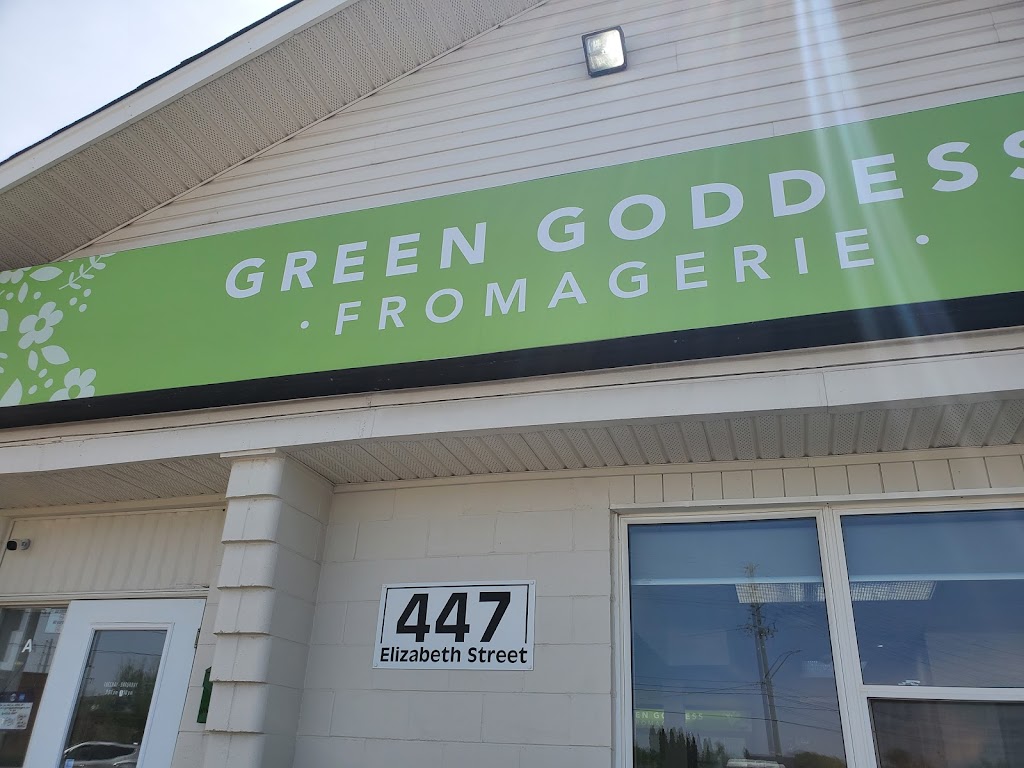 GREEN GODDESS
· FROMAGERIE ·
447
Elizabeth Street
A